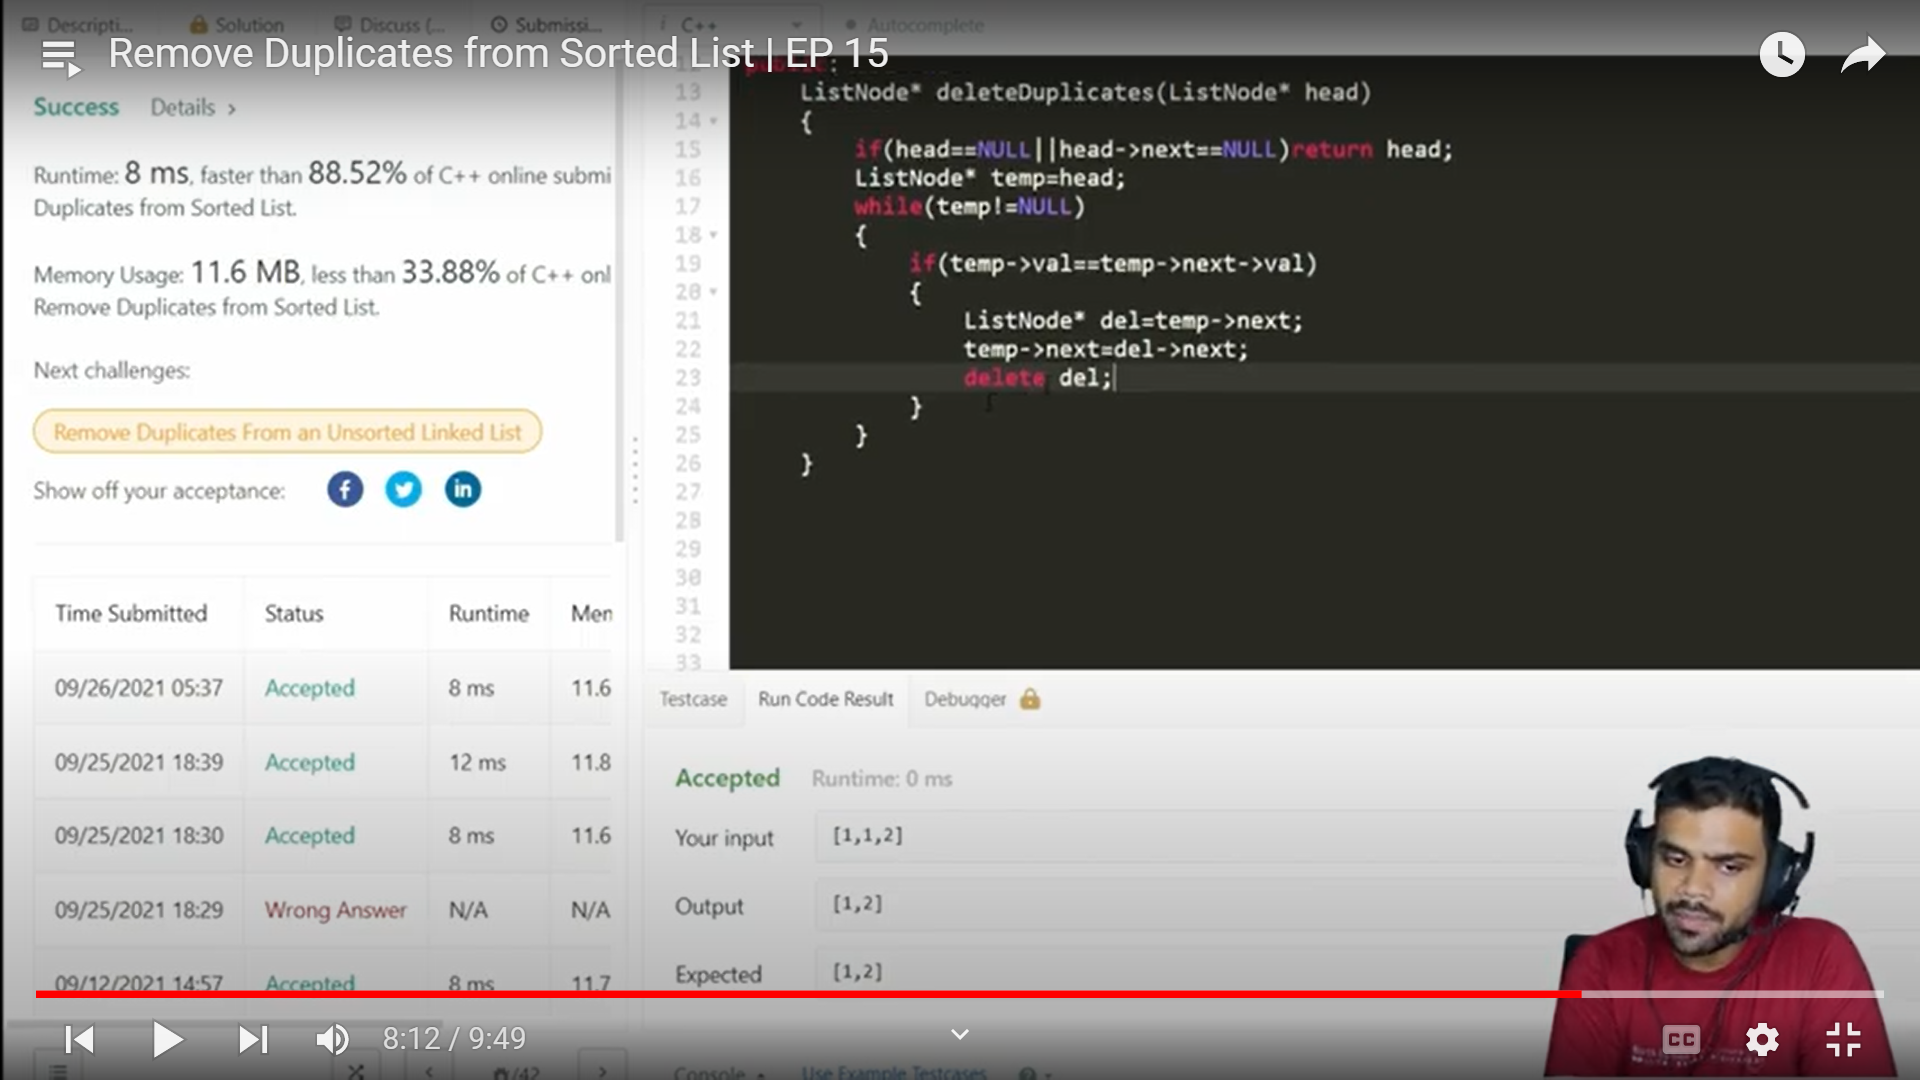 Descripti...
Solution
Discuss (...
Submissi...
i C++
Autocomplete
Remove Duplicates from Sorted List | EP 15
Success Details >
Runtime: 8 ms, faster than 88.52% of C++ online submi
Duplicates from Sorted List.
Memory Usage: 11.6 MB, less than 33.88% of C++ onl
Remove Duplicates from Sorted List.
Next challenges:
Remove Duplicates From an Unsorted Linked List
Show off your acceptance:
Time Submitted Status Runtime Mem
09/26/2021 05:37 Accepted 8 ms 11.6
09/25/2021 18:39 Accepted 12 ms 11.8
09/25/2021 18:30 Accepted 8 ms 11.6
09/25/2021 18:29 Wrong Answer N/A N/A
09/12/2021 14:57 Accepted 8 ms 11.7
12 public:
13 ListNode* deleteDuplicates(ListNode* head)
14 {
15 if(head==NULL||head->next==NULL)return head;
16 ListNode* temp=head;
17 while(temp!=NULL)
18 {
19 if(temp->val==temp->next->val)
20 {
21 ListNode* del=temp->next;
22 temp->next=del->next;
23 delete del;
24 }
25 }
26 }
27
28
29
30
31
32
33
Testcase Run Code Result Debugger
Accepted Runtime: 0 ms
Your input [1,1,2]
Output [1,2]
Expected [1,2]
8:12 / 9:49
CC
/42
Console
Use Example Testcases